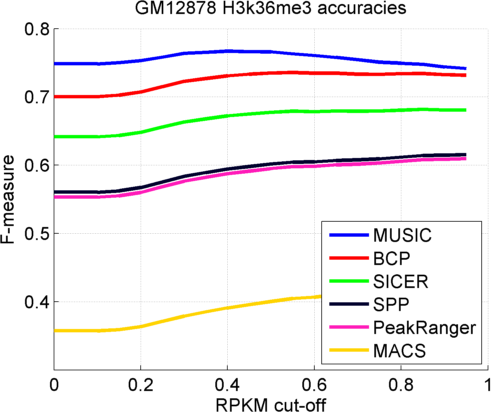 GM12878 H3k36me3 accuracies
0.8
0.7
0.6
0.5
0.4
F-measure
MUSIC
BCP
SICER
SPP
PeakRanger
MACS
0 0.2 0.4 0.6 0.8 1
RPKM cut-off